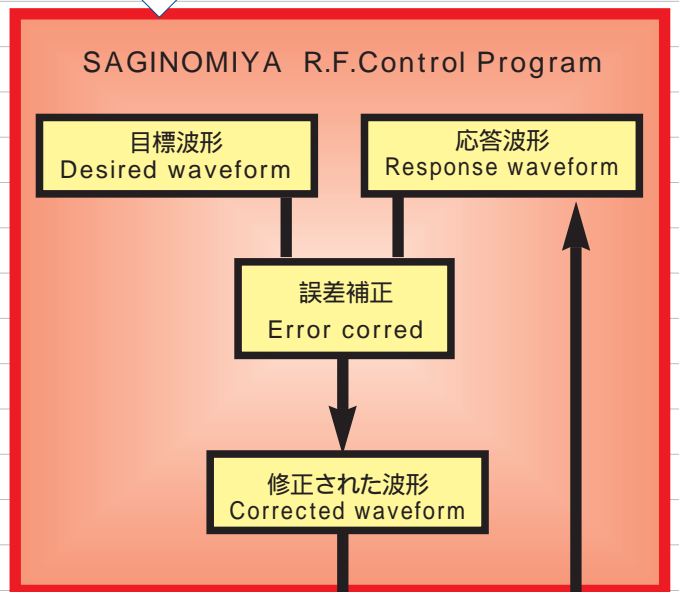 SAGINOMIYA R.F.Control Program
目標波形
Desired waveform
応答波形
Response waveform
誤差補正
Error corred
修正された波形
Corrected waveform